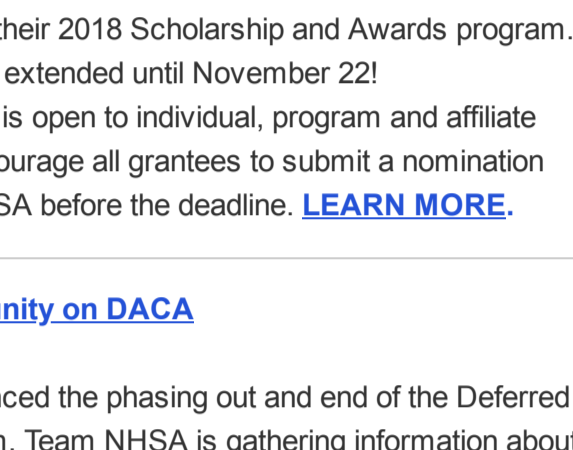 their 2018 Scholarship and Awards program.
extended until November 22!
is open to individual, program and affiliate
ourage all grantees to submit a nomination
SA before the deadline. LEARN MORE.
nity on DACA
ced the phasing out and end of the Deferred
Team NHSA is gathering information about